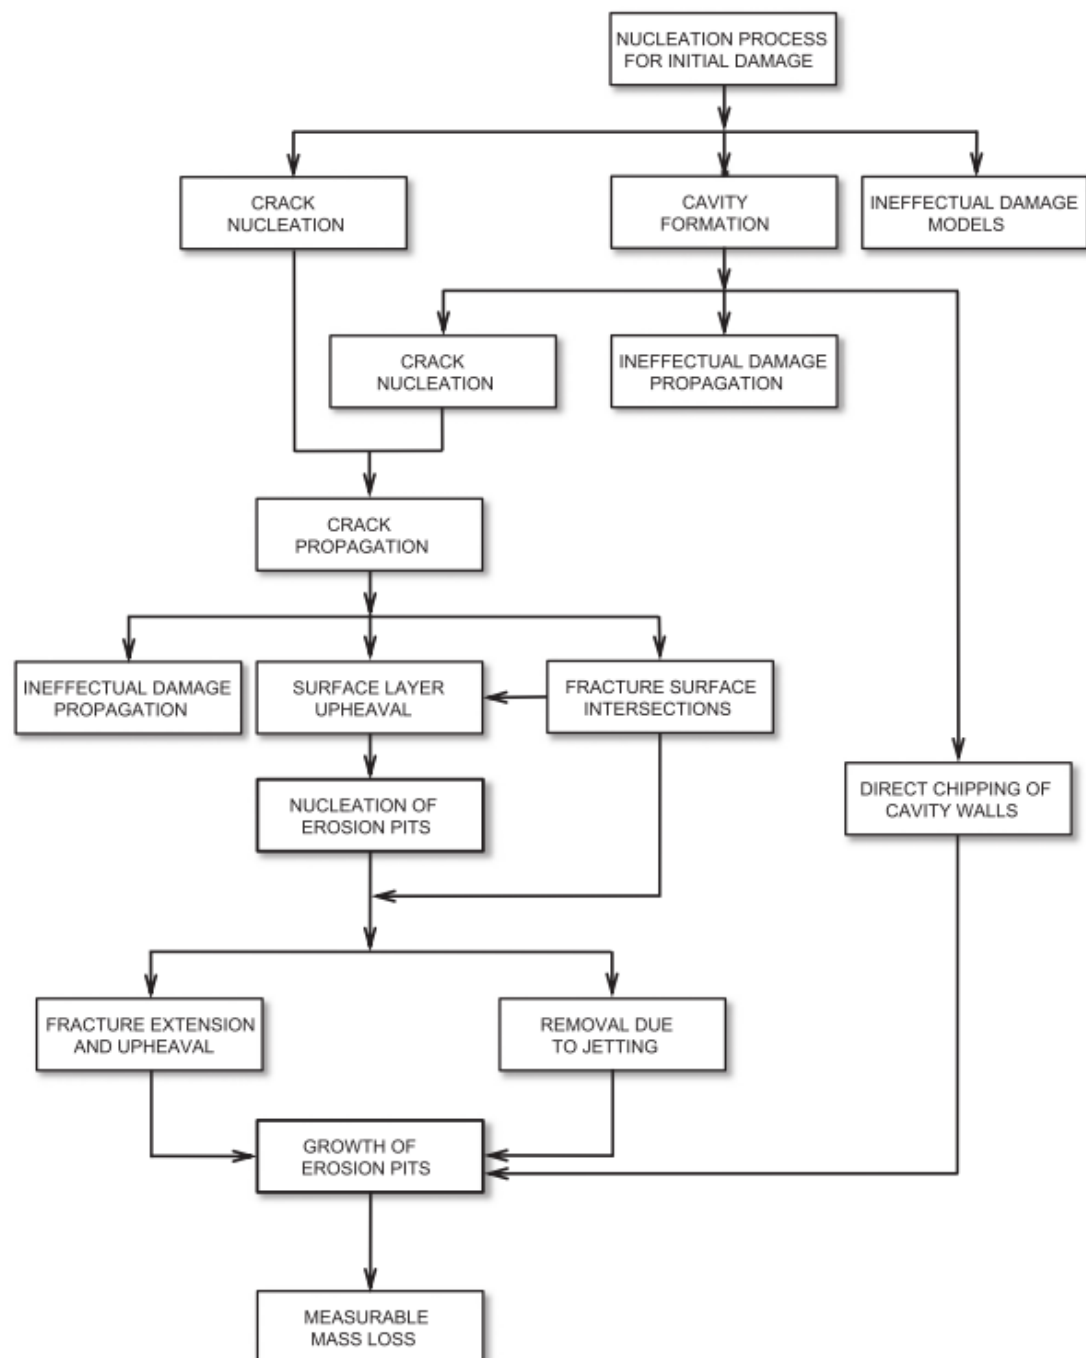 NUCLEATION PROCESS
FOR INITIAL DAMAGE
CRACK
NUCLEATION
CAVITY
FORMATION
INEFFECTUAL DAMAGE
MODELS
CRACK
NUCLEATION
INEFFECTUAL DAMAGE
PROPAGATION
CRACK
PROPAGATION
INEFFECTUAL DAMAGE
PROPAGATION
SURFACE LAYER
UPHEAVAL
FRACTURE SURFACE
INTERSECTIONS
NUCLEATION OF
EROSION PITS
DIRECT CHIPPING OF
CAVITY WALLS
FRACTURE EXTENSION
AND UPHEAVAL
REMOVAL DUE
TO JETTING
GROWTH OF
EROSION PITS
MEASURABLE
MASS LOSS